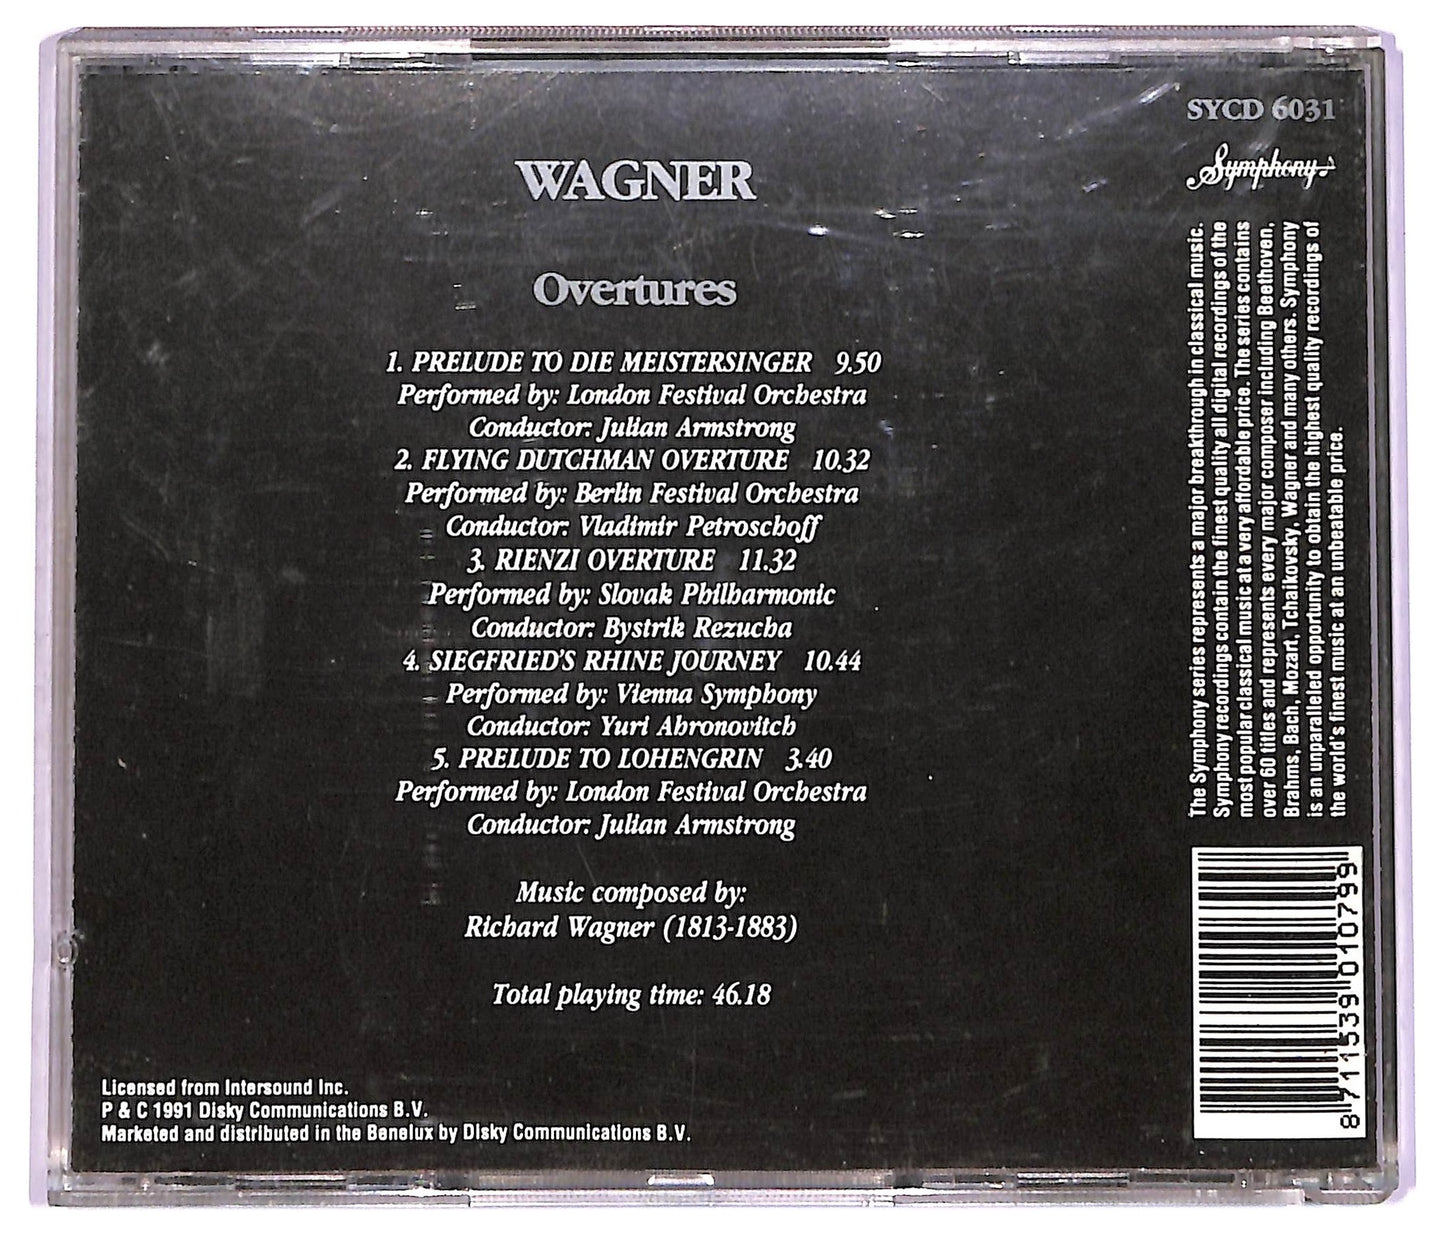 SYCD 6031
Symphony
WAGNER
Overtures
1. PRELUDE TO DIE MEISTERSINGER 9.50
Performed by: London Festival Orchestra
Conductor: Julian Armstrong
2. FLYING DUTCHMAN OVERTURE 10.32
Performed by: Berlin Festival Orchestra
Conductor: Vladimir Petroschoff
3. RIENZI OVERTURE 11.32
Performed by: Slovak Philharmonic
Conductor: Bystrik Rezucha
4. SIEGFRIED'S RHINE JOURNEY 10.44
Performed by: Vienna Symphony
Conductor: Yuri Ahronovitch
5. PRELUDE TO LOHENGRIN 3.40
Performed by: London Festival Orchestra
Conductor: Julian Armstrong
Music composed by:
Richard Wagner (1813-1883)
Total playing time: 46.18
Licensed from Intersound Inc.
P & C 1991 Disky Communications B.V.
Marketed and distributed in the Benelux by Disky Communications B.V.
The Symphony series represents a major breakthrough in classical music.
Symphony recordings contain the finest quality all digital recordings of the
most popular classical music at a very affordable price. The series contains
over 60 titles and represents every major composer including Beethoven,
Brahms, Bach, Mozart, Tchaikovsky, Wagner and many others. Symphony
is an unparalled opportunity to obtain the highest quality recordings of
the world's finest music at an unbeatable price.
8 711539 010799